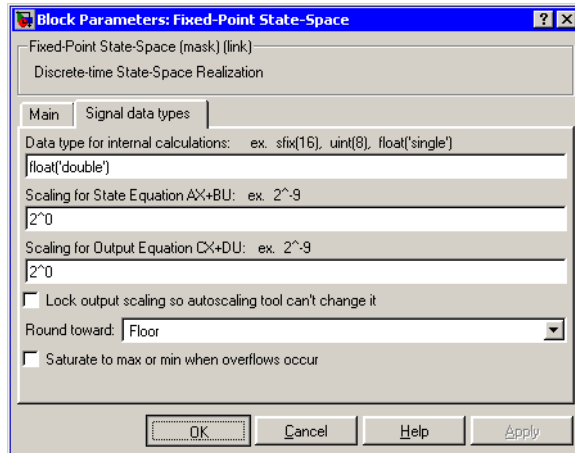 Block Parameters: Fixed-Point State-Space
Fixed-Point State-Space (mask) (link)
Discrete-time State-Space Realization
Main Signal data types
Data type for internal calculations: ex. sfix(16), uint(8), float('single')
float('double')
Scaling for State Equation AX+BU: ex. 2^-9
2^0
Scaling for Output Equation CX+DU: ex. 2^-9
2^0
Lock output scaling so autoscaling tool can't change it
Round toward: Floor
Saturate to max or min when overflows occur
OK Cancel Help Apply